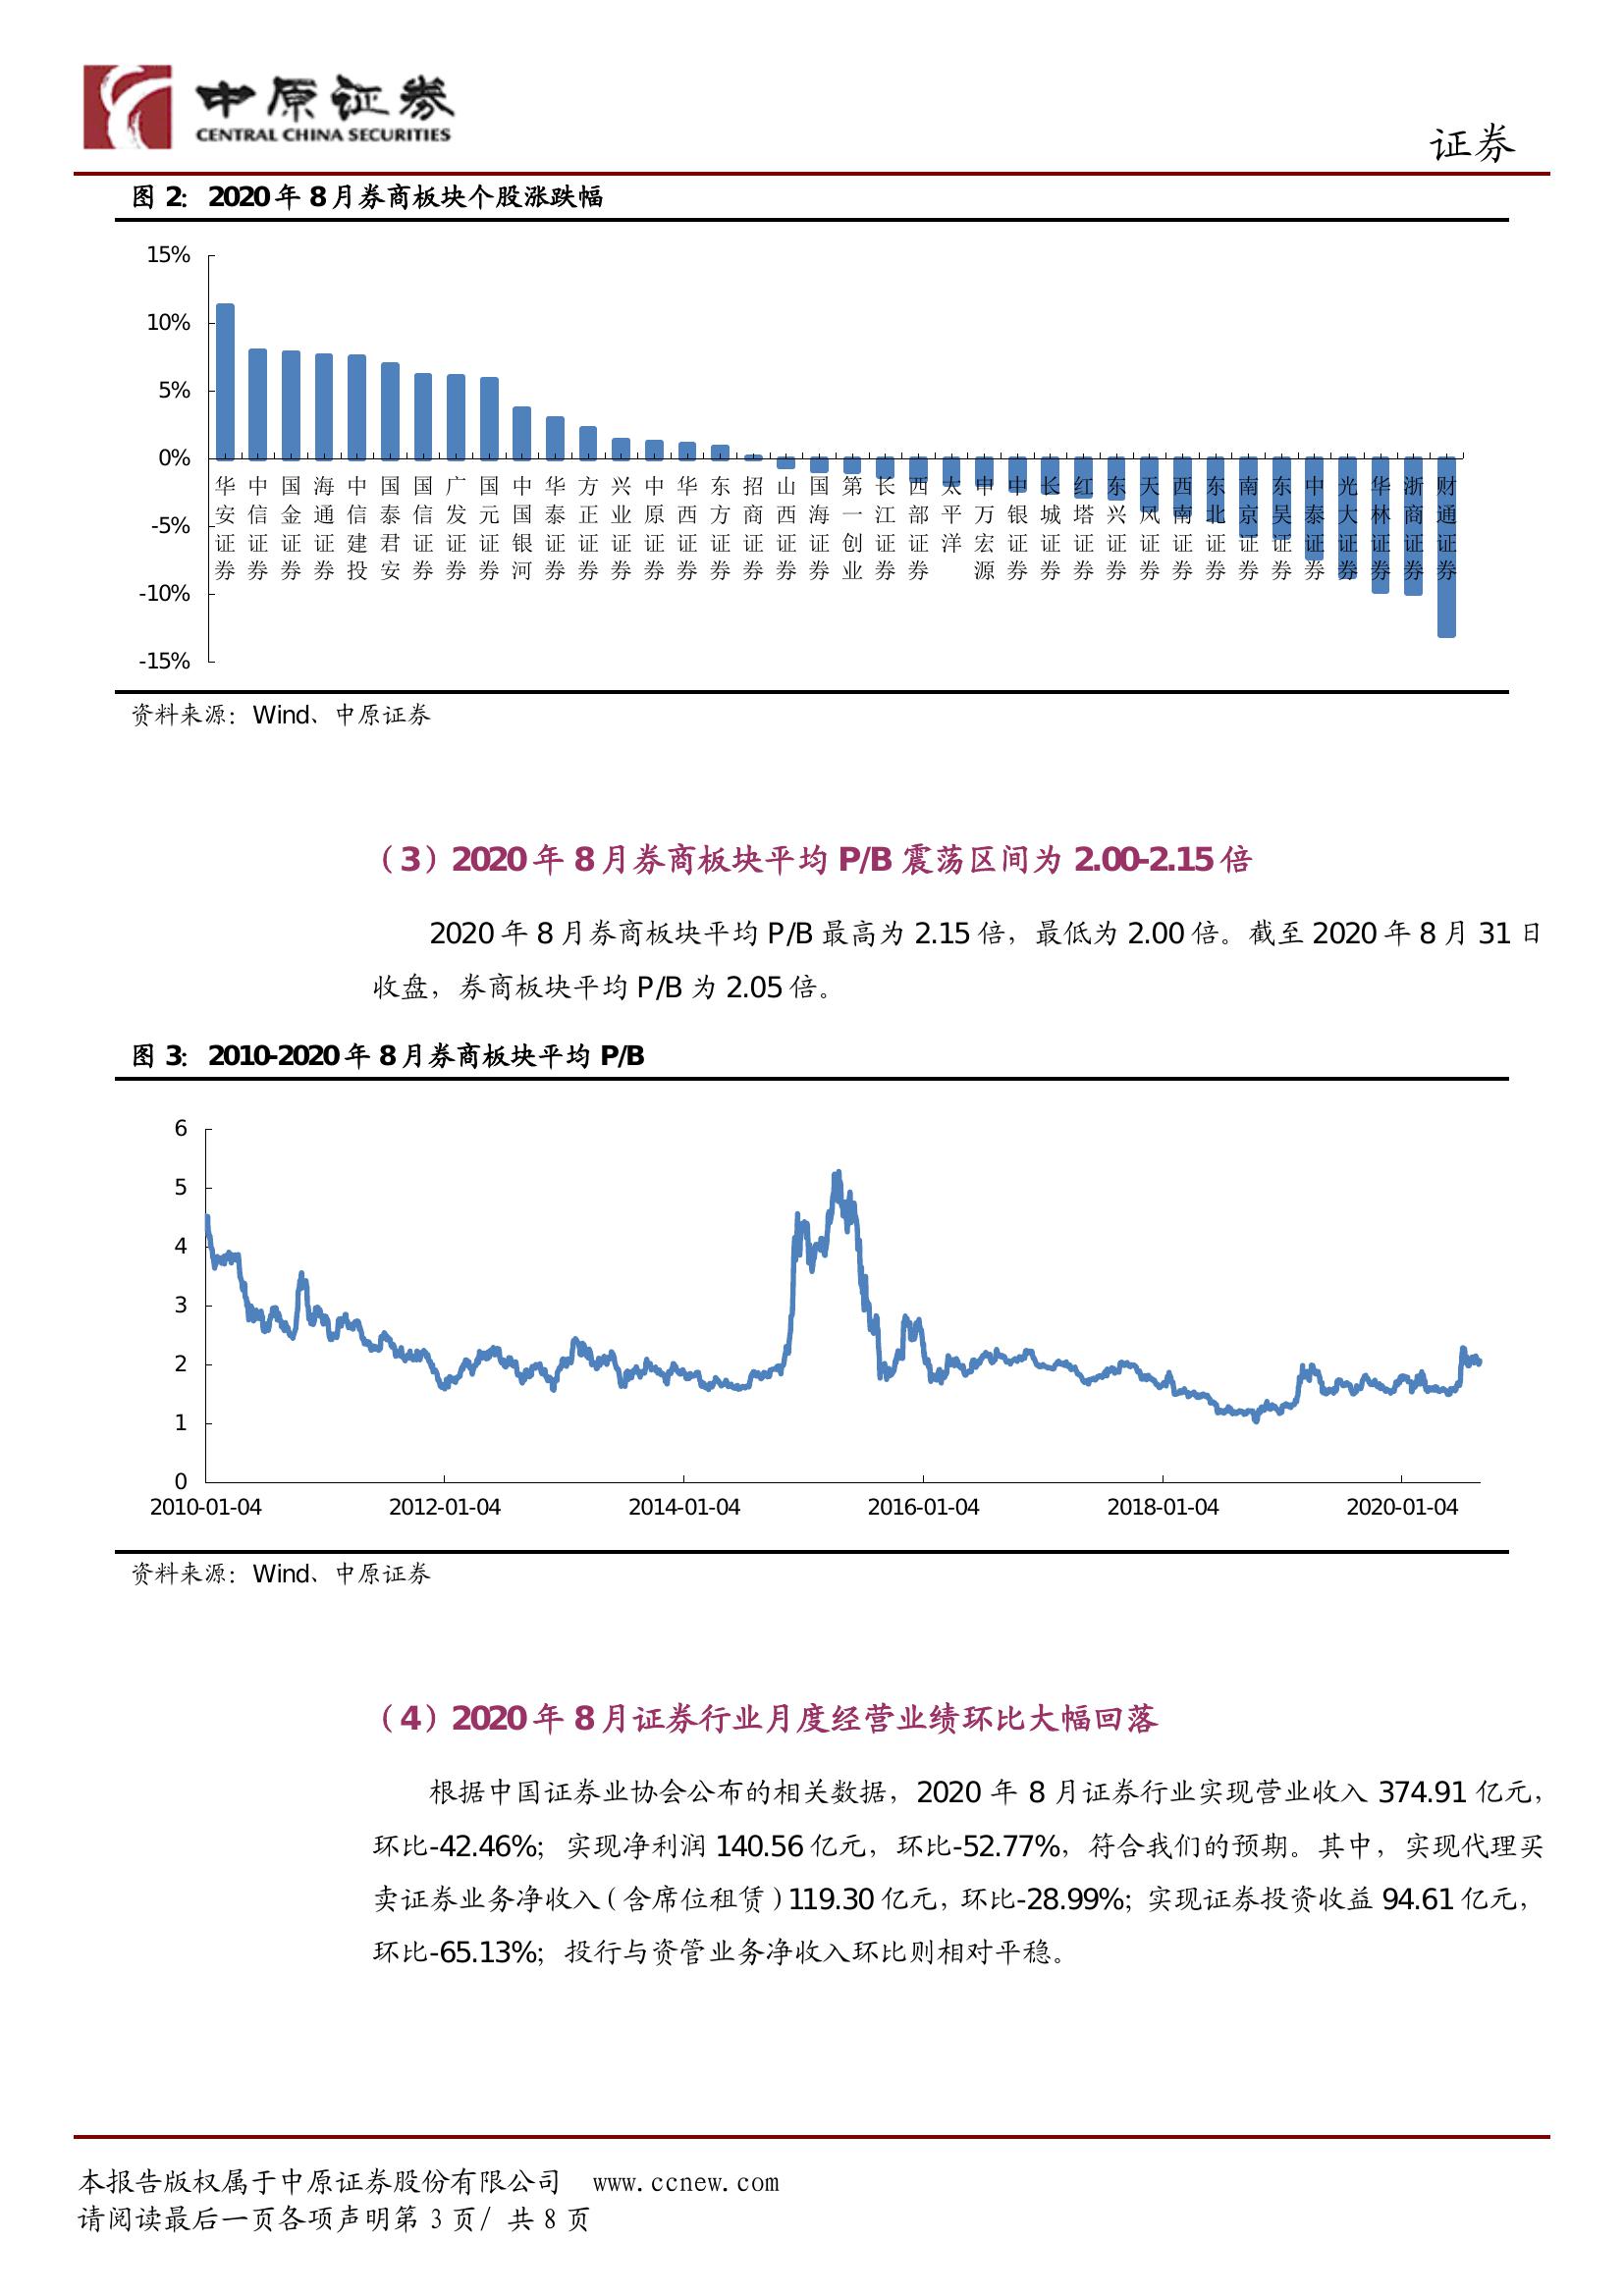 中原证券
CENTRAL CHINA SECURITIES
证券
图 2：2020 年 8 月券商板块个股涨跌幅
15%
10%
5%
0%
-5%
-10%
-15%
华安证券 中信证券 国金证券 海通证券 中信建投 国泰君安 国信证券 广发证券 国元证券 中国银河 华泰证券 方正证券 兴业证券 中原证券 华西证券 东方证券 招商证券 山西证券 国海证券 第一创业 长江证券 西部证券 太平洋 申万宏源 中银证券 长城证券 红塔证券 东兴证券 天风证券 西南证券 东北证券 南京证券 东吴证券 中泰证券 光大证券 华林证券 浙商证券 财通证券
资料来源：Wind、中原证券
（3）2020 年 8 月券商板块平均 P/B 震荡区间为 2.00-2.15 倍
2020 年 8 月券商板块平均 P/B 最高为 2.15 倍，最低为 2.00 倍。截至 2020 年 8 月 31 日
收盘，券商板块平均 P/B 为 2.05 倍。
图 3：2010-2020 年 8 月券商板块平均 P/B
6
5
4
3
2
1
0
2010-01-04 2012-01-04 2014-01-04 2016-01-04 2018-01-04 2020-01-04
资料来源：Wind、中原证券
（4）2020 年 8 月证券行业月度经营业绩环比大幅回落
根据中国证券业协会公布的相关数据，2020 年 8 月证券行业实现营业收入 374.91 亿元，
环比-42.46%；实现净利润 140.56 亿元，环比-52.77%，符合我们的预期。其中，实现代理买
卖证券业务净收入（含席位租赁）119.30 亿元，环比-28.99%；实现证券投资收益 94.61 亿元，
环比-65.13%；投行与资管业务净收入环比则相对平稳。
本报告版权属于中原证券股份有限公司 www.ccnew.com
请阅读最后一页各项声明第 3 页/ 共 8 页